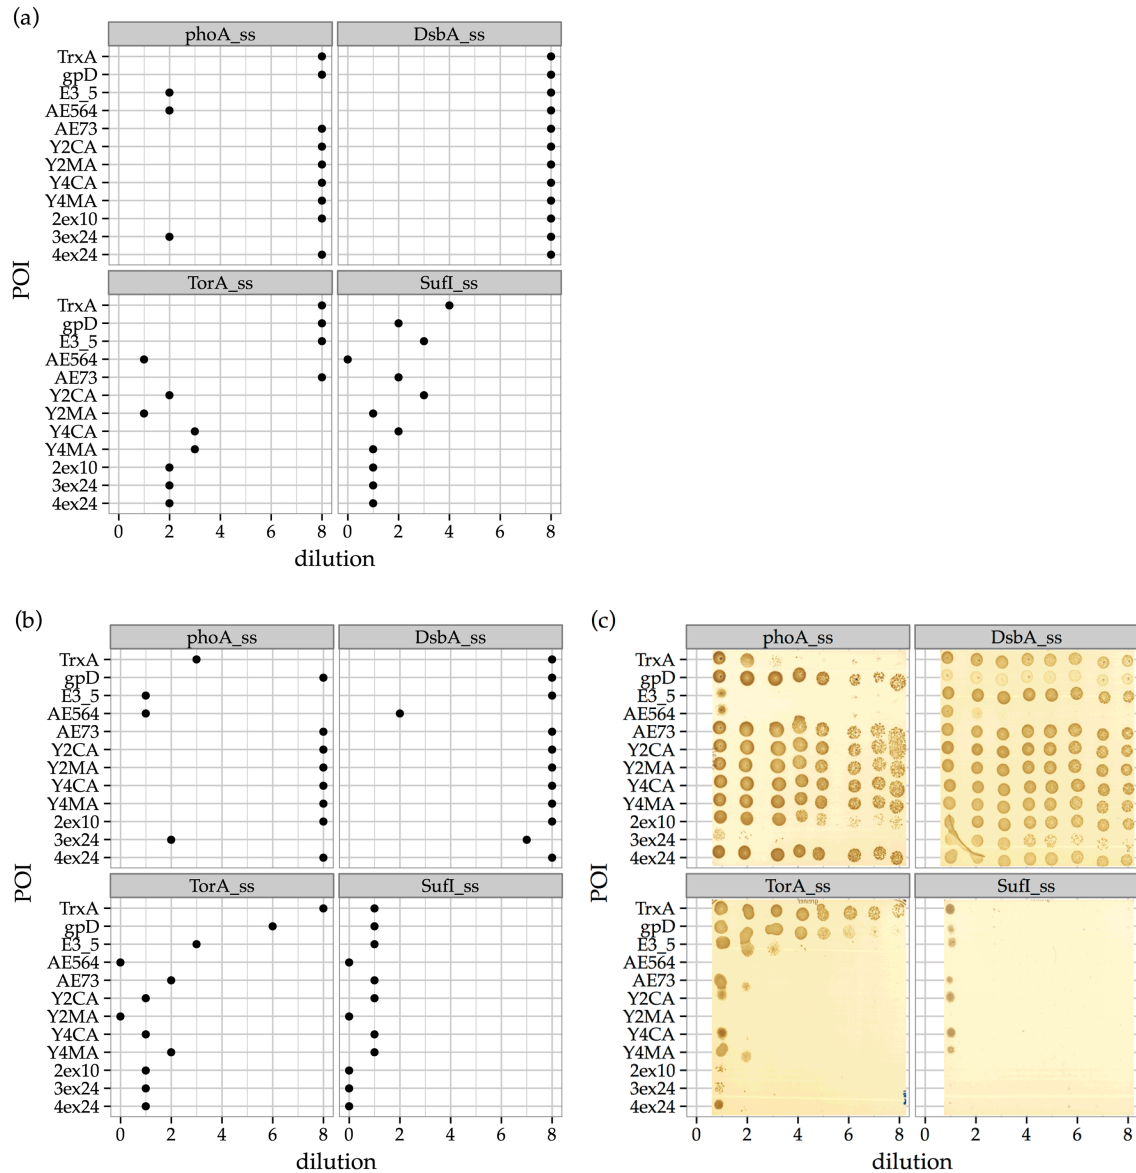 (a)
phoA_ss DsbA_ss
TrxA
gpD
E3_5
AE564
AE73
Y2CA
Y2MA
Y4CA
Y4MA
2ex10
3ex24
4ex24
POI
TorA_ss SufI_ss
TrxA
gpD
E3_5
AE564
AE73
Y2CA
Y2MA
Y4CA
Y4MA
2ex10
3ex24
4ex24
0 2 4 6 8 0 2 4 6 8
dilution
(b)
phoA_ss DsbA_ss
TrxA
gpD
E3_5
AE564
AE73
Y2CA
Y2MA
Y4CA
Y4MA
2ex10
3ex24
4ex24
POI
TorA_ss SufI_ss
TrxA
gpD
E3_5
AE564
AE73
Y2CA
Y2MA
Y4CA
Y4MA
2ex10
3ex24
4ex24
0 2 4 6 8 0 2 4 6 8
dilution
(c)
phoA_ss DsbA_ss
TrxA
gpD
E3_5
AE564
AE73
Y2CA
Y2MA
Y4CA
Y4MA
2ex10
3ex24
4ex24
POI
TorA_ss SufI_ss
TrxA
gpD
E3_5
AE564
AE73
Y2CA
Y2MA
Y4CA
Y4MA
2ex10
3ex24
4ex24
0 2 4 6 8 0 2 4 6 8
dilution